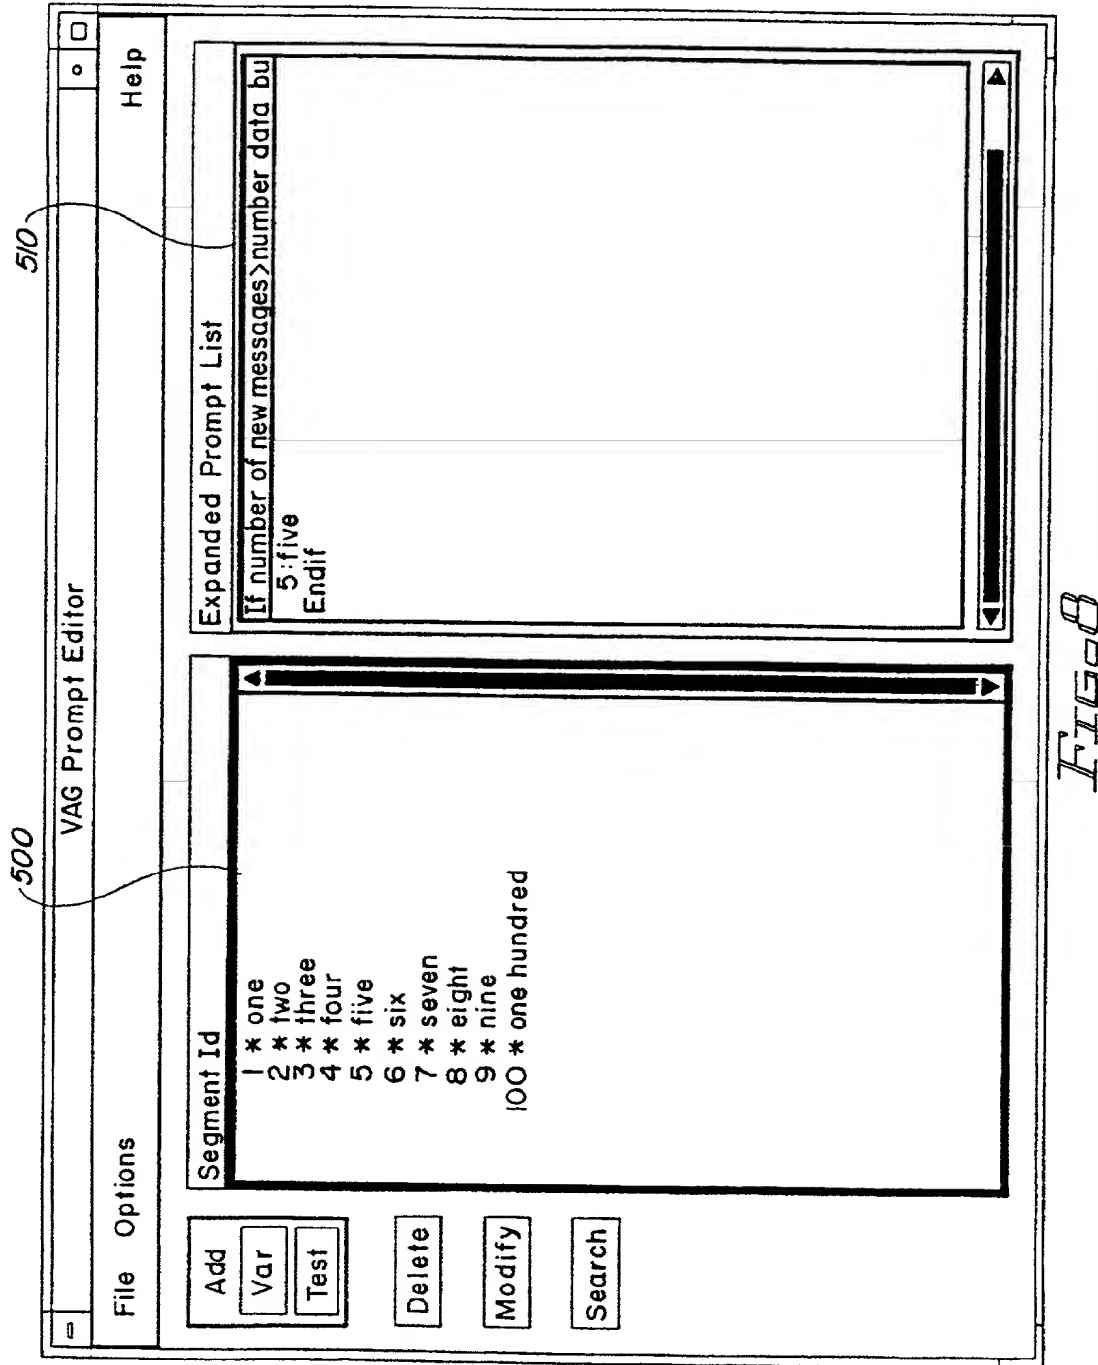 500
510
VAG Prompt Editor
File Options Help
Add
Var
Test
Delete
Modify
Search
Segment Id
1 * one
2 * two
3 * three
4 * four
5 * five
6 * six
7 * seven
8 * eight
9 * nine
100 * one hundred
Expanded Prompt List
If number of new messages>number data bu
5:five
Endif
FIG-8